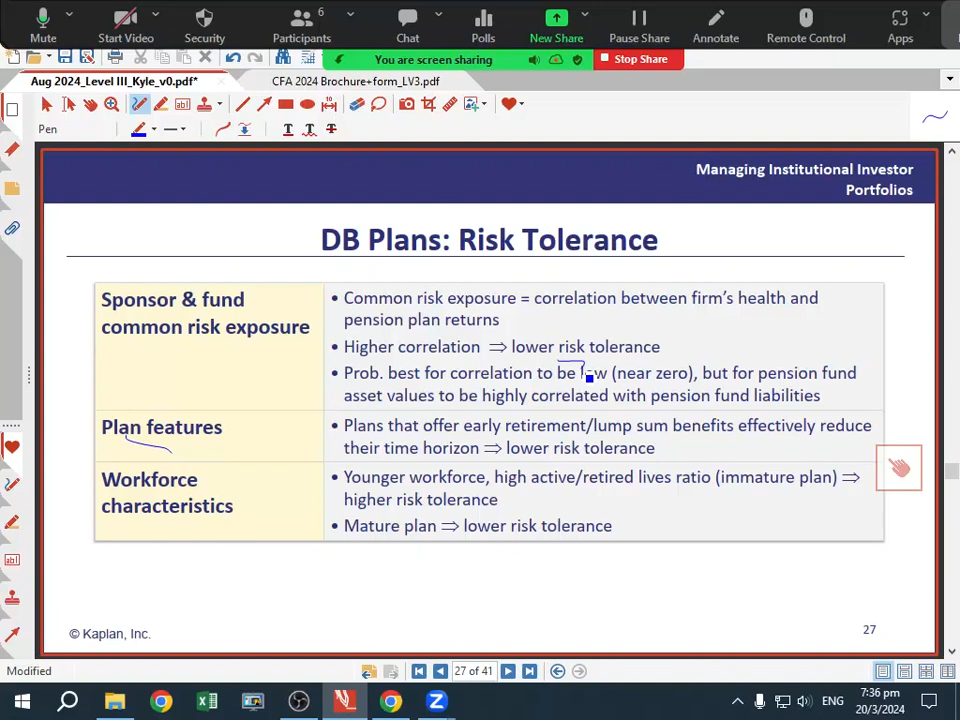 Mute
Start Video
Security
Participants
6
Chat
Polls
New Share
Pause Share
Annotate
Remote Control
Apps
You are screen sharing
Stop Share
Aug 2024_Level III_Kyle_v0.pdf*
CFA 2024 Brochure+form_LV3.pdf
Pen
Managing Institutional Investor
Portfolios
DB Plans: Risk Tolerance
Sponsor & fund
common risk exposure
• Common risk exposure = correlation between firm's health and
pension plan returns
• Higher correlation ⇒ lower risk tolerance
• Prob. best for correlation to be low (near zero), but for pension fund
asset values to be highly correlated with pension fund liabilities
Plan features
• Plans that offer early retirement/lump sum benefits effectively reduce
their time horizon ⇒ lower risk tolerance
Workforce
characteristics
• Younger workforce, high active/retired lives ratio (immature plan) ⇒
higher risk tolerance
• Mature plan ⇒ lower risk tolerance
© Kaplan, Inc.
27
Modified
27 of 41
ENG
7:36 pm
20/3/2024